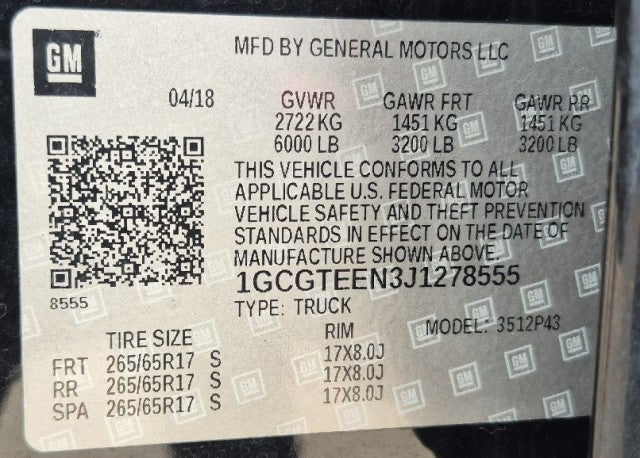 GM
MFD BY GENERAL MOTORS LLC
04/18 GVWR GAWR FRT GAWR RR
2722 KG 1451 KG 1451 KG
6000 LB 3200 LB 3200 LB
THIS VEHICLE CONFORMS TO ALL
APPLICABLE U.S. FEDERAL MOTOR
VEHICLE SAFETY AND THEFT PREVENTION
STANDARDS IN EFFECT ON THE DATE OF
MANUFACTURE SHOWN ABOVE.
1GCGTEEN3J1278555
8555
TYPE: TRUCK MODEL: 3512P43
TIRE SIZE RIM
FRT 265/65R17 S 17X8.0J
RR 265/65R17 S 17X8.0J
SPA 265/65R17 S 17X8.0J